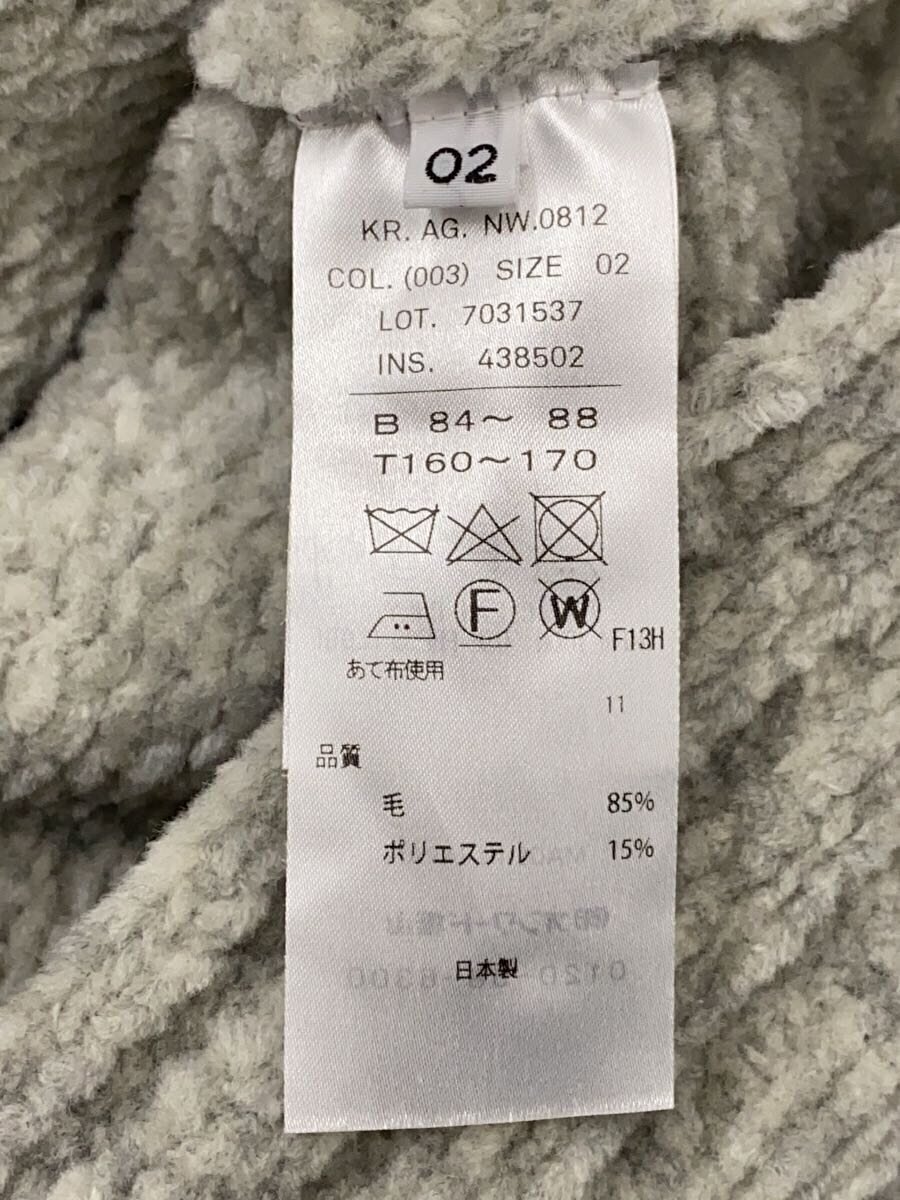 02
KR. AG. NW.0812
COL. (003) SIZE 02
LOT. 7031537
INS. 438502
B 84～ 88
T160～170
F W F13H
あて布使用
11
品質
毛 85%
ポリエステル 15%
日本製